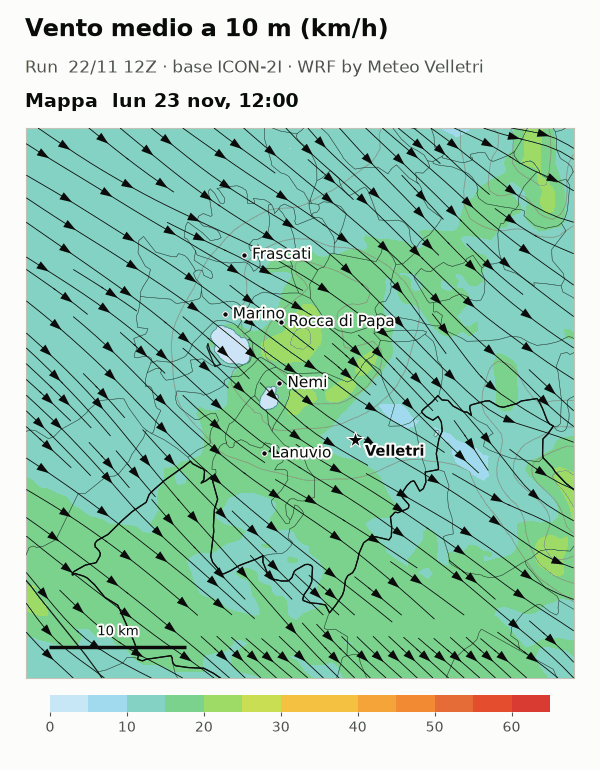 Vento medio a 10 m (km/h)
Run  22/11 12Z · base ICON-2I · WRF by Meteo Velletri
Mappa  lun 23 nov, 12:00
Frascati
Marino
Rocca di Papa
Nemi
Velletri
Lanuvio
10 km
0 10 20 30 40 50 60